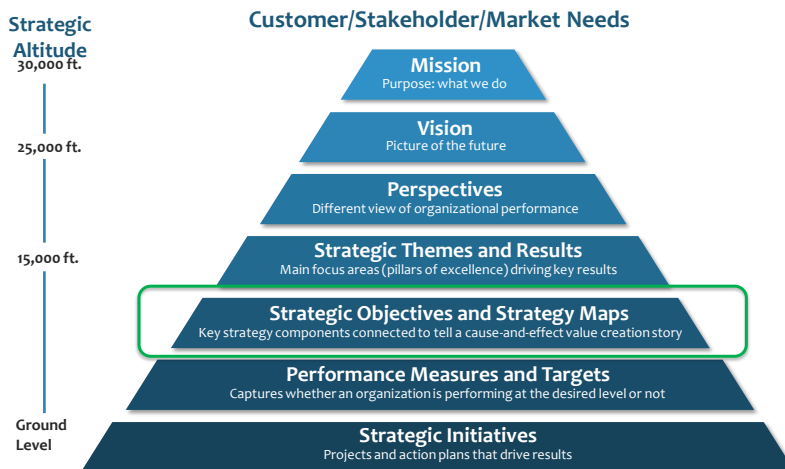 Strategic
Altitude
Customer/Stakeholder/Market Needs
30,000 ft.
Mission
Purpose: what we do
Vision
Picture of the future
25,000 ft.
Perspectives
Different view of organizational performance
Strategic Themes and Results
Main focus areas (pillars of excellence) driving key results
15,000 ft.
Strategic Objectives and Strategy Maps
Key strategy components connected to tell a cause-and-effect value creation story
Performance Measures and Targets
Captures whether an organization is performing at the desired level or not
Ground
Level
Strategic Initiatives
Projects and action plans that drive results